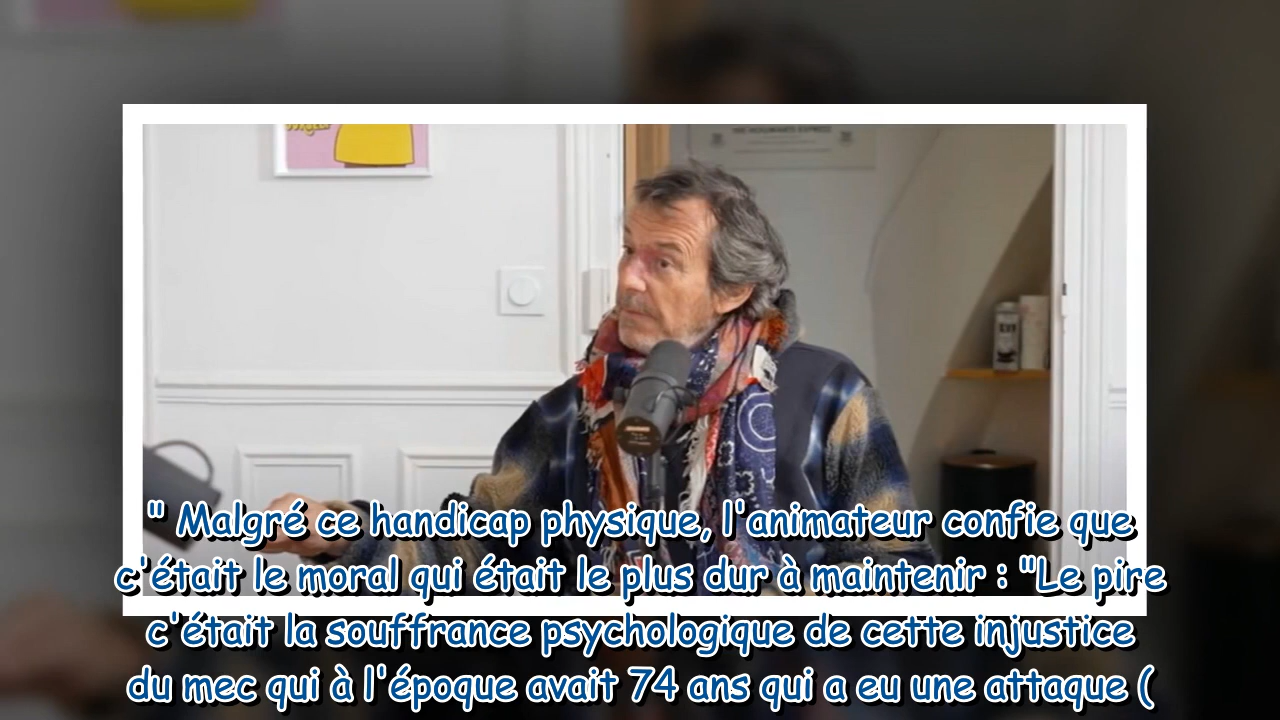 " Malgré ce handicap physique, l'animateur confie que
c'était le moral qui était le plus dur à maintenir : "Le pire
c'était la souffrance psychologique de cette injustice
du mec qui à l'époque avait 74 ans qui a eu une attaque (